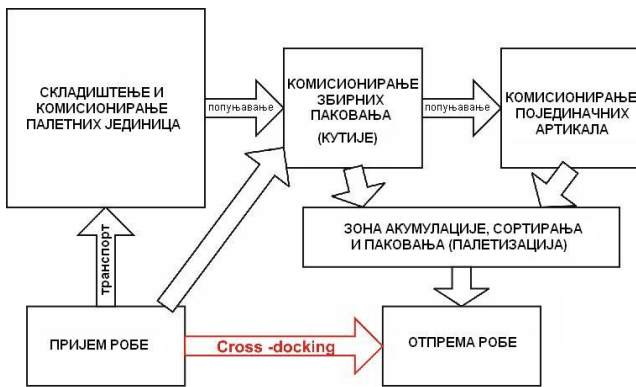 СКЛАДИШТЕЊЕ И
КОМИСИОНИРАЊЕ
ПАЛЕТНИХ ЈЕДИНИЦА
попуњавање
КОМИСИОНИРАЊЕ
ЗБИРНИХ
ПАКОВАЊА
(КУТИЈЕ)
попуњавање
КОМИСИОНИРАЊЕ
ПОЈЕДИНАЧНИХ
АРТИКАЛА
ЗОНА АКУМУЛАЦИЈЕ, СОРТИРАЊА
И ПАКОВАЊА (ПАЛЕТИЗАЦИЈА)
транспорт
ПРИЈЕМ РОБЕ
Cross -docking
ОТПРЕМА РОБЕ